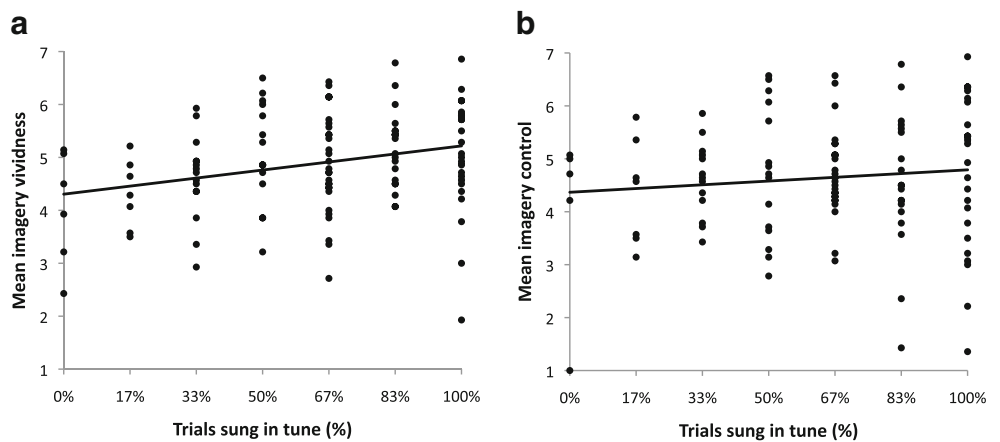 a
Mean imagery vividness
7
6
5
4
3
2
1
0% 17% 33% 50% 67% 83% 100%
Trials sung in tune (%)
b
Mean imagery control
7
6
5
4
3
2
1
0% 17% 33% 50% 67% 83% 100%
Trials sung in tune (%)